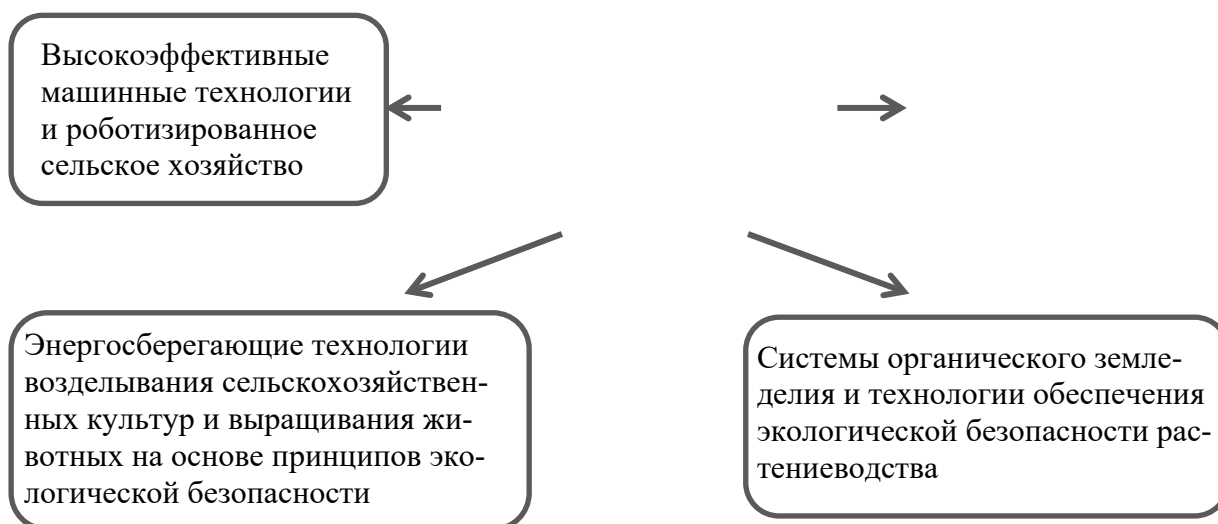 Высокоэффективные
машинные технологии
и роботизированное
сельское хозяйство
Энергосберегающие технологии
возделывания сельскохозяйствен-
ных культур и выращивания жи-
вотных на основе принципов эко-
логической безопасности
Системы органического земле-
делия и технологии обеспечения
экологической безопасности рас-
тениеводства